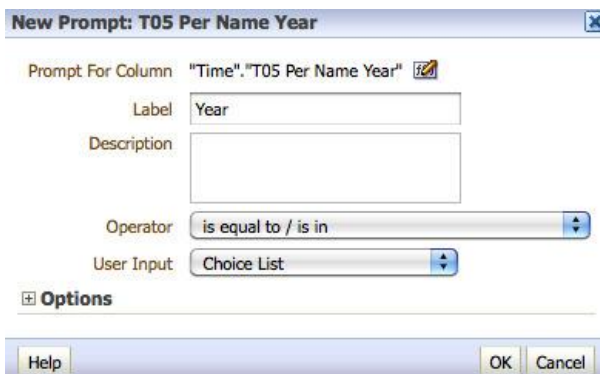 New Prompt: T05 Per Name Year
Prompt For Column "Time"."T05 Per Name Year"
Label Year
Description
Operator is equal to / is in
User Input Choice List
Options
Help OK Cancel